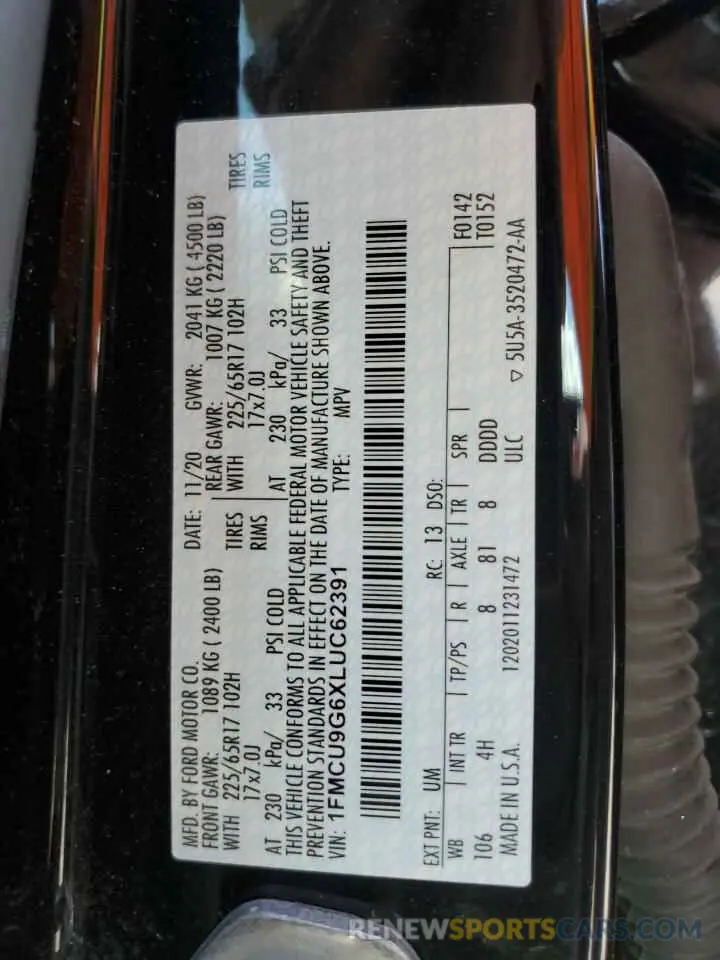 MFD. BY FORD MOTOR CO.
DATE: 11/20 GVWR: 2041 KG ( 4500 LB)
FRONT GAWR: 1089 KG ( 2400 LB)
REAR GAWR: 1007 KG ( 2220 LB)
WITH 225/65R17 102H TIRES
WITH 225/65R17 102H TIRES
17x7.0J RIMS
17x7.0J RIMS
AT 230 kPa/ 33 PSI COLD
AT 230 kPa/ 33 PSI COLD
THIS VEHICLE CONFORMS TO ALL APPLICABLE FEDERAL MOTOR VEHICLE SAFETY AND THEFT
PREVENTION STANDARDS IN EFFECT ON THE DATE OF MANUFACTURE SHOWN ABOVE.
VIN: 1FMCU9G6XLUC62391 TYPE: MPV
EXT PNT: UM RC: 13 DSO:
WB INT TR TP/PS R AXLE TR SPR F0142
106 4H 8 81 8 DDDD T0152
MADE IN U.S.A. 1202011231472 ULC
▽ 5U5A-3520472-AA
RENEWSPORTSCARS.COM